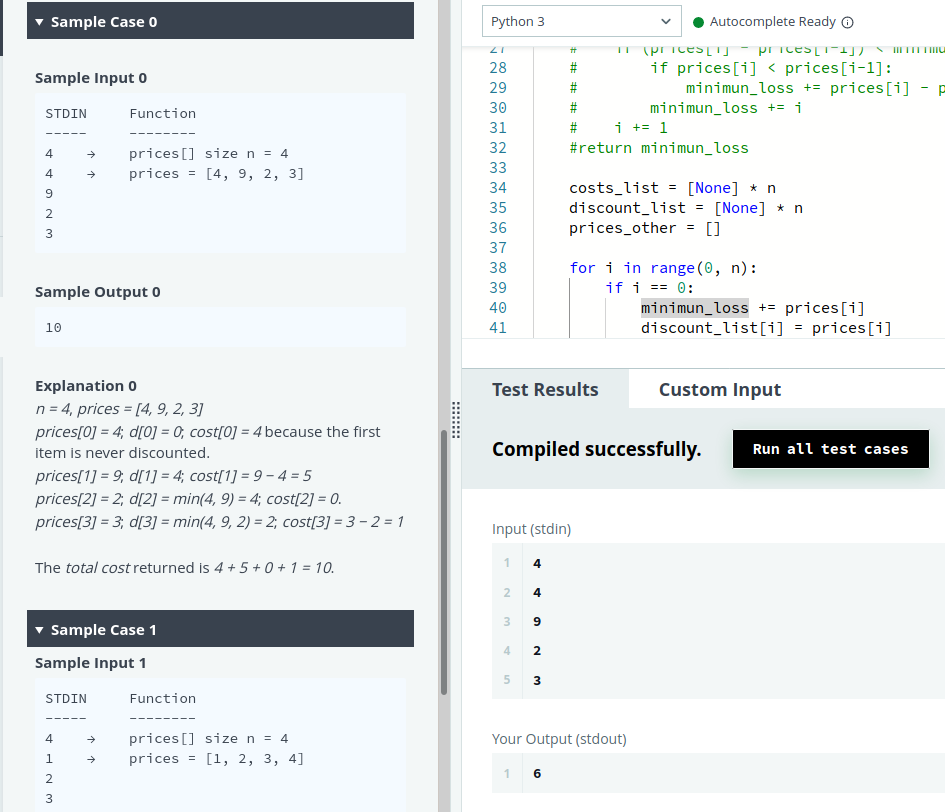 ▼ Sample Case 0
Sample Input 0
STDIN Function
----- --------
4 → prices[] size n = 4
4 → prices = [4, 9, 2, 3]
9
2
3
Sample Output 0
10
Explanation 0
n = 4, prices = [4, 9, 2, 3]
prices[0] = 4; d[0] = 0; cost[0] = 4 because the first
item is never discounted.
prices[1] = 9; d[1] = 4; cost[1] = 9 − 4 = 5
prices[2] = 2; d[2] = min(4, 9) = 4; cost[2] = 0.
prices[3] = 3; d[3] = min(4, 9, 2) = 2; cost[3] = 3 − 2 = 1
The total cost returned is 4 + 5 + 0 + 1 = 10.
▼ Sample Case 1
Sample Input 1
STDIN Function
----- --------
4 → prices[] size n = 4
1 → prices = [1, 2, 3, 4]
2
3
Python 3
Autocomplete Ready
27 # if (prices[i] - prices[i-1]) < minimu
28 # if prices[i] < prices[i-1]:
29 # minimun_loss += prices[i] - p
30 # minimun_loss += i
31 # i += 1
32 #return minimun_loss
33
34 costs_list = [None] * n
35 discount_list = [None] * n
36 prices_other = []
37
38 for i in range(0, n):
39 if i == 0:
40 minimun_loss += prices[i]
41 discount_list[i] = prices[i]
Test Results
Custom Input
Compiled successfully.
Run all test cases
Input (stdin)
1 4
2 4
3 9
4 2
5 3
Your Output (stdout)
1 6